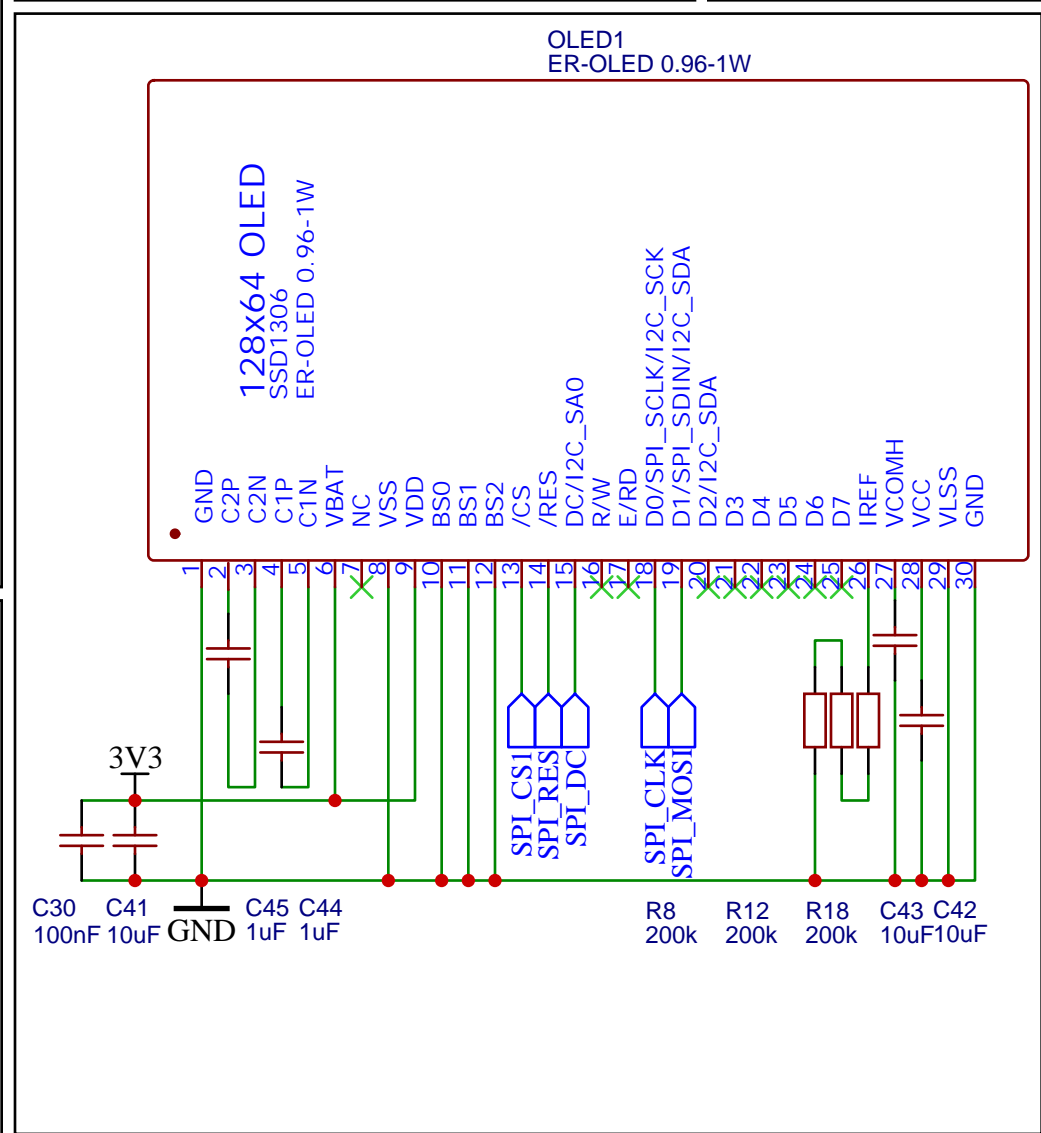 OLED1
ER-OLED 0.96-1W
128x64 OLED
SSD1306
ER-OLED 0.96-1W
GND
C2P
C2N
C1P
C1N
VBAT
NC
VSS
VDD
BS0
BS1
BS2
/CS
/RES
DC/I2C_SA0
R/W
E/RD
D0/SPI_SCLK/I2C_SCK
D1/SPI_SDIN/I2C_SDA
D2/I2C_SDA
D3
D4
D5
D6
D7
IREF
VCOMH
VCC
VLSS
GND
1
2
3
4
5
6
7
8
9
10
11
12
13
14
15
16
17
18
19
20
21
22
23
24
25
26
27
28
29
30
3V3
SPI_CS1
SPI_RES
SPI_DC
SPI_CLK
SPI_MOSI
C30
100nF
C41
10uF
GND
C45
1uF
C44
1uF
R8
200k
R12
200k
R18
200k
C43
10uF
C42
10uF